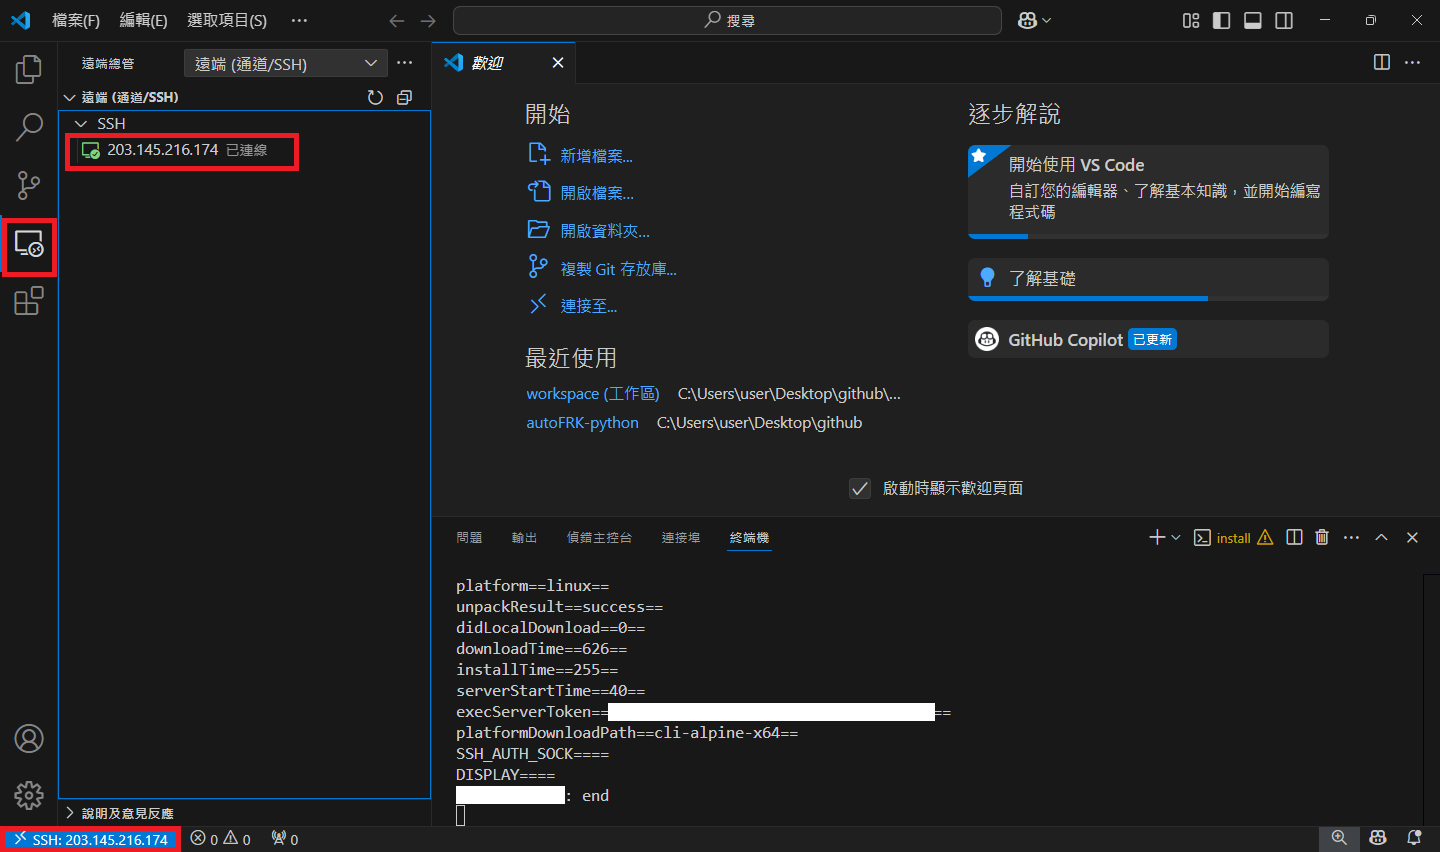 檔案(F) 編輯(E) 選取項目(S) ···
搜尋
遠端總管
遠端 (通道/SSH)
遠端 (通道/SSH)
SSH
203.145.216.174 已連線
說明及意見反應
歡迎
開始
新增檔案...
開啟檔案...
開啟資料夾...
複製 Git 存放庫...
連接至...
最近使用
workspace (工作區) C:\Users\user\Desktop\github\...
autoFRK-python C:\Users\user\Desktop\github
逐步解說
開始使用 VS Code
自訂您的編輯器、了解基本知識，並開始編寫
程式碼
了解基礎
GitHub Copilot 已更新
啟動時顯示歡迎頁面
問題 輸出 偵錯主控台 連接埠 終端機
install
platform==linux==
unpackResult==success==
didLocalDownload==0==
downloadTime==626==
installTime==255==
serverStartTime==40==
execServerToken== ==
platformDownloadPath==cli-alpine-x64==
SSH_AUTH_SOCK====
DISPLAY====
: end
SSH: 203.145.216.174 0 0 0